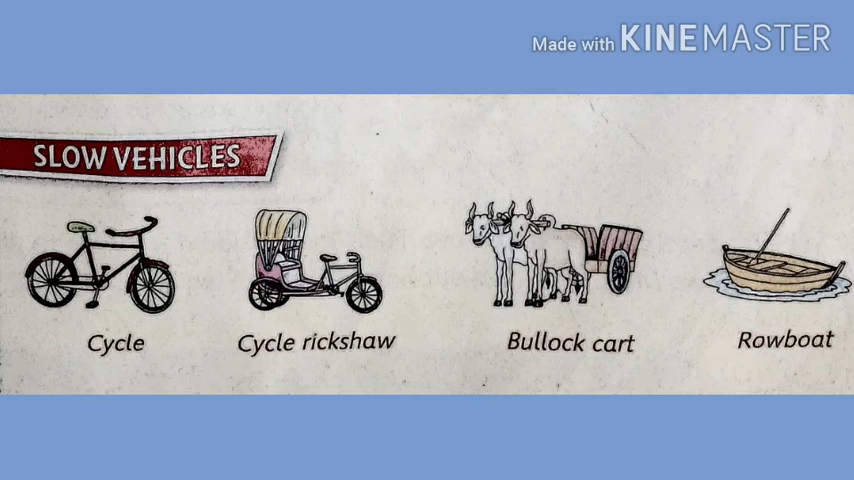 Made with KINEMASTER
SLOW VEHICLES
Cycle
Cycle rickshaw
Bullock cart
Rowboat